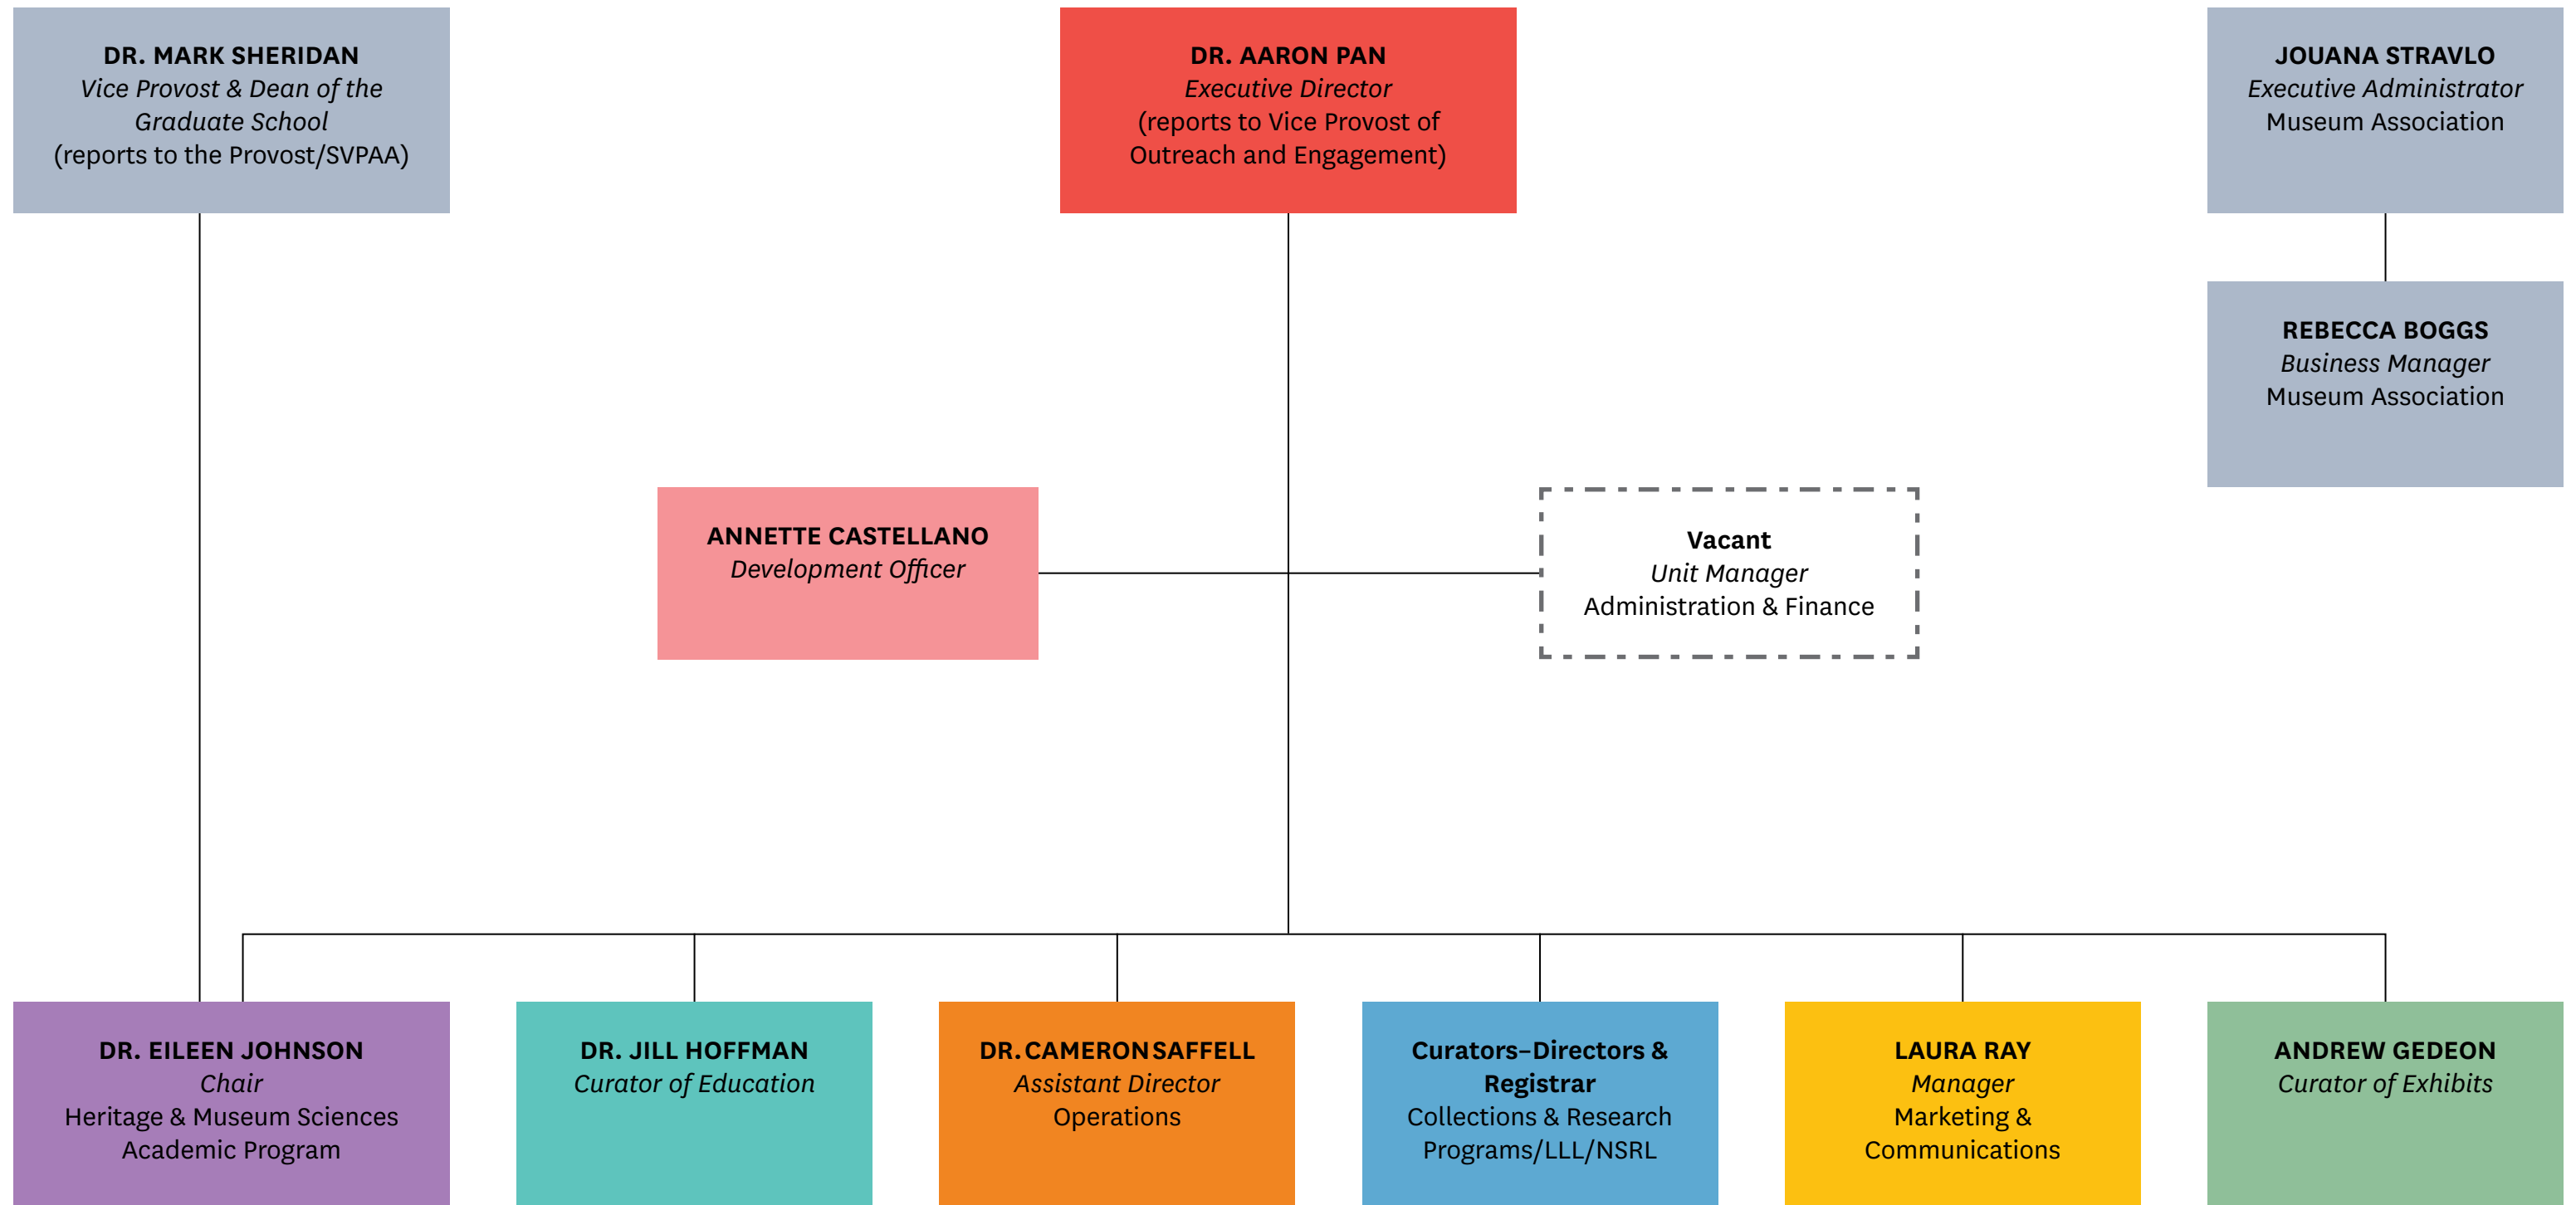 DR. MARK SHERIDAN
Vice Provost & Dean of the
Graduate School
(reports to the Provost/SVPAA)
DR. AARON PAN
Executive Director
(reports to Vice Provost of
Outreach and Engagement)
JOUANA STRAVLO
Executive Administrator
Museum Association
REBECCA BOGGS
Business Manager
Museum Association
ANNETTE CASTELLANO
Development Officer
Vacant
Unit Manager
Administration & Finance
DR. EILEEN JOHNSON
Chair
Heritage & Museum Sciences
Academic Program
DR. JILL HOFFMAN
Curator of Education
DR. CAMERON SAFFELL
Assistant Director
Operations
Curators–Directors &
Registrar
Collections & Research
Programs/LLL/NSRL
LAURA RAY
Manager
Marketing &
Communications
ANDREW GEDEON
Curator of Exhibits